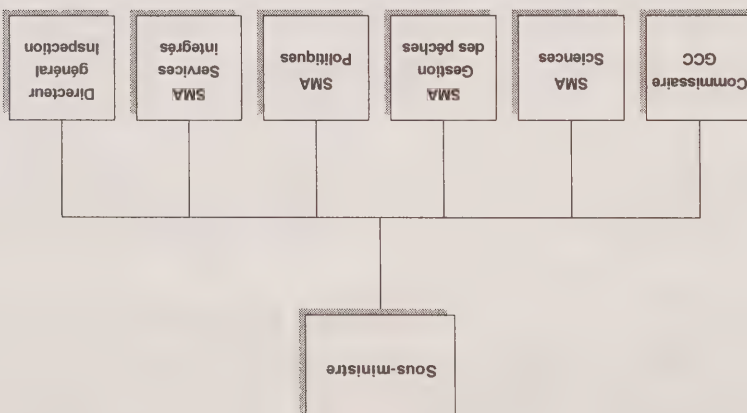 Sous-ministre
Commissaire
GCC
SMA
Sciences
SMA
Gestion
des pêches
SMA
Politiques
SMA
Services
intégrés
Directeur
général
Inspection